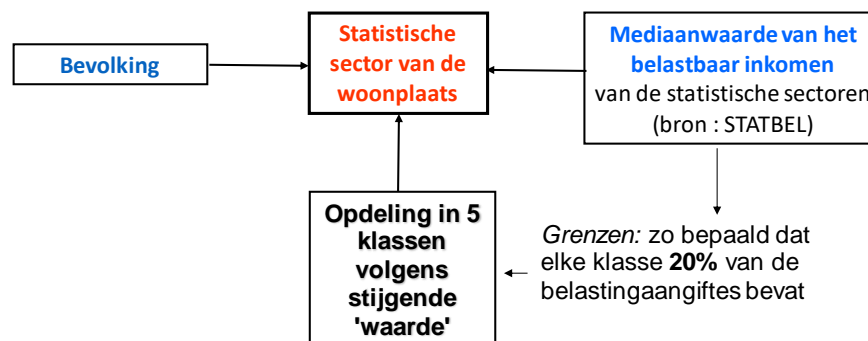 Bevolking
Statistische
sector van de
woonplaats
Mediaanwaarde van het
belastbaar inkomen
van de statistische sectoren
(bron : STATBEL)
Opdeling in 5
klassen
volgens
stijgende
'waarde'
Grenzen: zo bepaald dat
elke klasse 20% van de
belastingaangiftes bevat